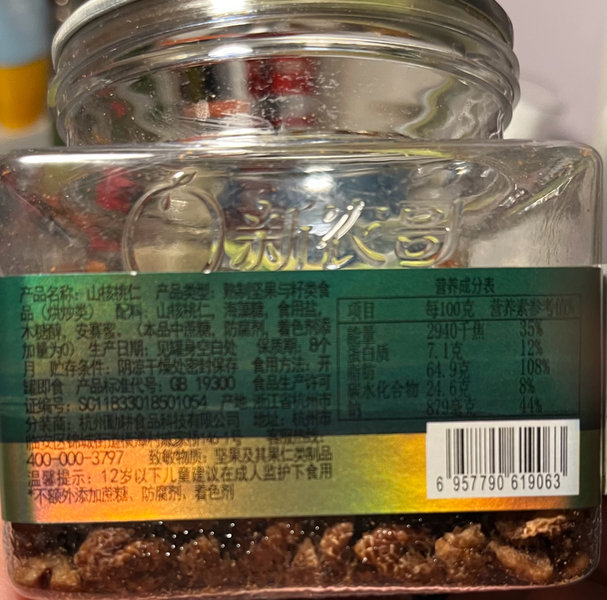 新农哥
产品名称：山核桃仁 产品类型：熟制坚果与籽类食
品（烘炒类） 配料：山核桃仁，海藻糖，食用盐，
木糖醇，安赛蜜。（本品中蔗糖、防腐剂、着色剂添
加量为0） 生产日期：见罐身空白处 保质期：8个
月 贮存条件：阴凉干燥处密封保存 食用方法：开
罐即食 产品标准代号：GB 19300 食品生产许可
证编号：SC11833018501054 产地：浙江省杭州市
分装商：杭州勤耕食品科技有限公司 地址：杭州市
400-000-3797 致敏物质：坚果及其果仁类制品
温馨提示：12岁以下儿童建议在成人监护下食用
*不额外添加蔗糖、防腐剂、着色剂
营养成分表
项目 每100克 营养素参考值%
能量 2940千焦 35%
蛋白质 7.1克 12%
脂肪 64.9克 108%
碳水化合物 24.6克 8%
钠 879毫克 44%
6 957790 619063